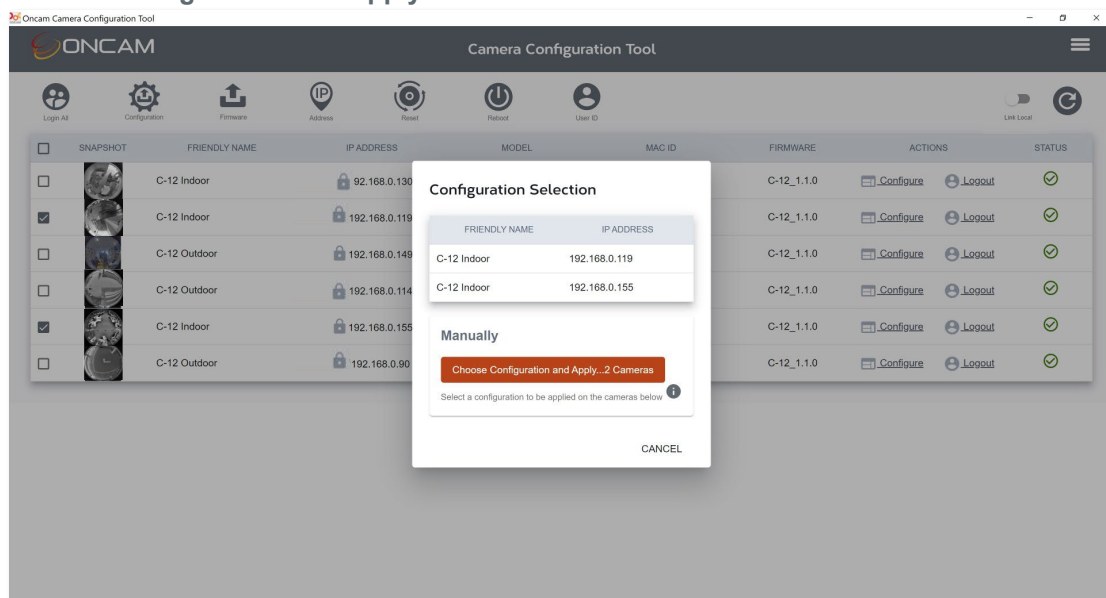 Oncam Camera Configuration Tool
ONCAM
Camera Configuration Tool
Login All Configuration Firmware Address Reset Reboot User ID Link Local
IP
SNAPSHOT FRIENDLY NAME IP ADDRESS MODEL MAC ID FIRMWARE ACTIONS STATUS
C-12 Indoor 92.168.0.130 C-12_1.1.0 Configure Logout
C-12 Indoor 192.168.0.119 C-12_1.1.0 Configure Logout
C-12 Outdoor 192.168.0.149 C-12_1.1.0 Configure Logout
C-12 Outdoor 192.168.0.114 C-12_1.1.0 Configure Logout
C-12 Indoor 192.168.0.155 C-12_1.1.0 Configure Logout
C-12 Outdoor 192.168.0.90 C-12_1.1.0 Configure Logout
Configuration Selection
FRIENDLY NAME IP ADDRESS
C-12 Indoor 192.168.0.119
C-12 Indoor 192.168.0.155
Manually
Choose Configuration and Apply...2 Cameras
Select a configuration to be applied on the cameras below
CANCEL